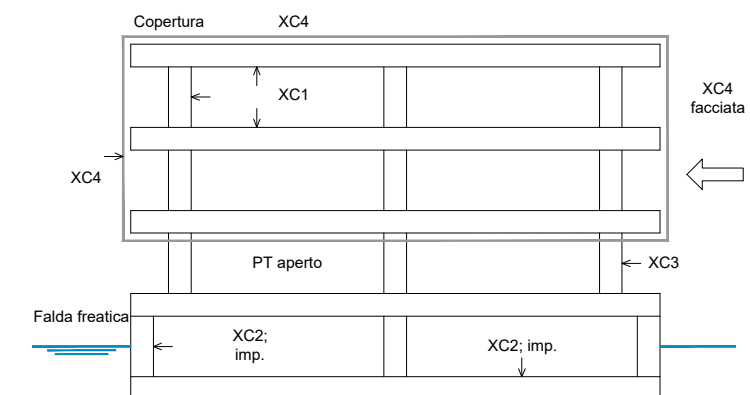 Copertura XC4
XC1
XC4
facciata
XC4
PT aperto
XC3
Falda freatica
XC2;
imp.
XC2; imp.